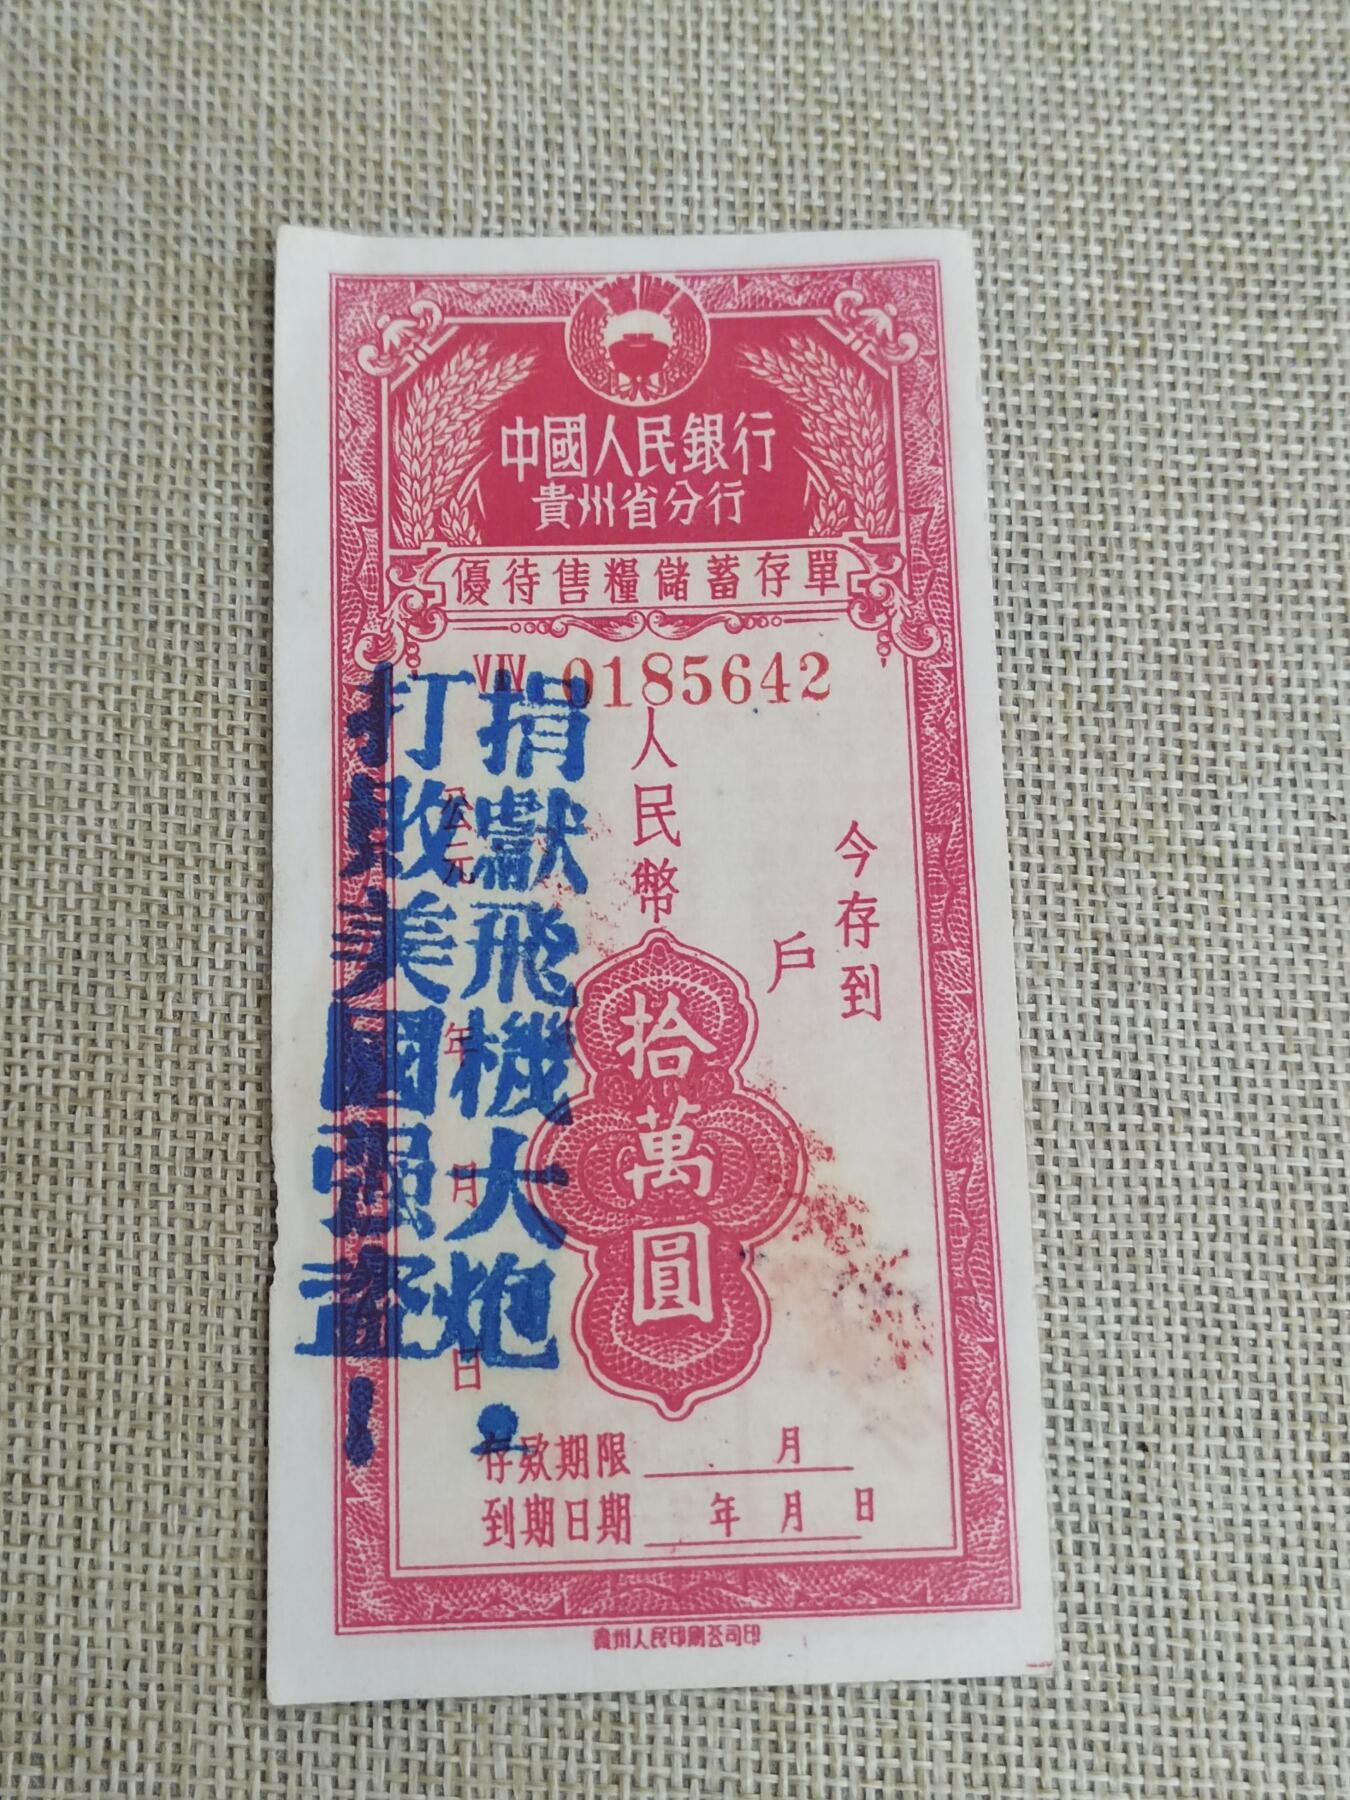 中國人民銀行
貴州省分行
優待售糧儲蓄存單
VIV 0185642
今存到
戶
人民幣
拾萬圓
公元 年 月 日
捐獻飛機大炮．
打敗美國强盗！
存款期限 月
到期日期 年 月 日
貴州人民印刷公司印